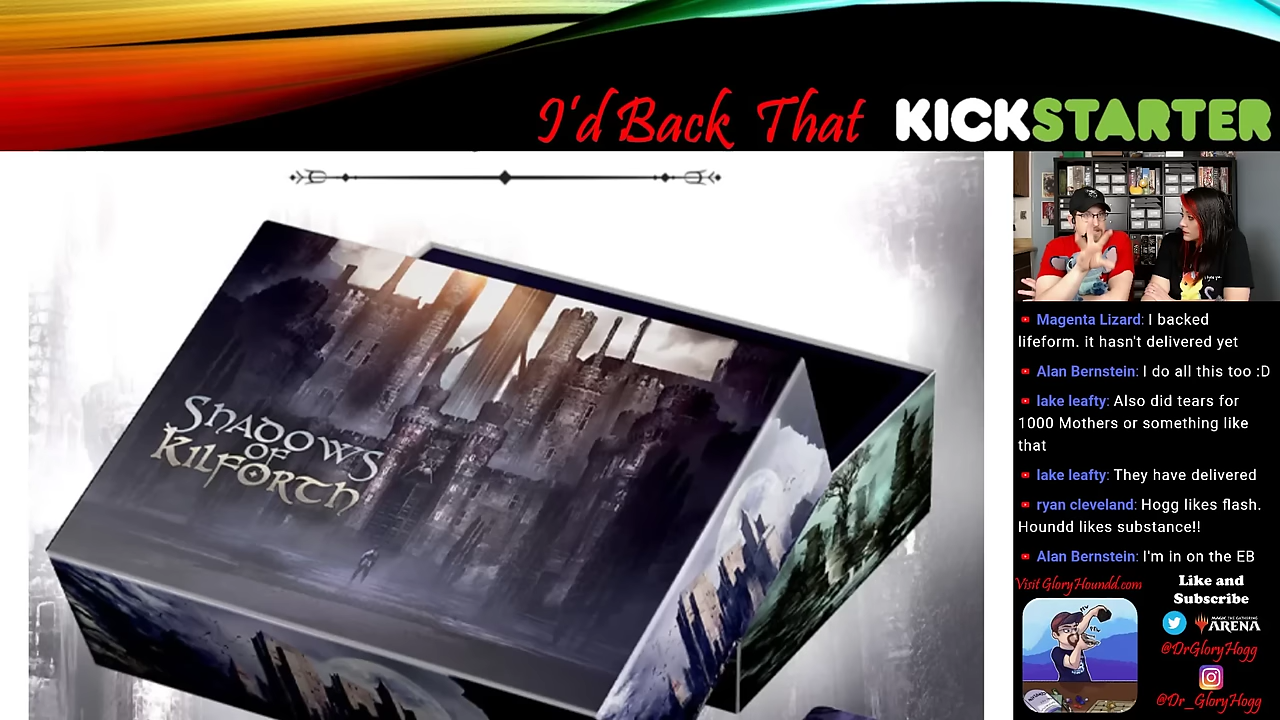 I'd Back That KICKSTARTER
SHADOWS
OF
KILFORTH
Magenta Lizard: I backed
lifeform. it hasn't delivered yet
Alan Bernstein: I do all this too :D
lake leafty: Also did tears for
1000 Mothers or something like
that
lake leafty: They have delivered
ryan cleveland: Hogg likes flash.
Houndd likes substance!!
Alan Bernstein: I'm in on the EB
Visit GloryHoundd.com
Like and
Subscribe
MAGIC THE GATHERING
ARENA
@DrGloryHogg
@Dr_GloryHogg